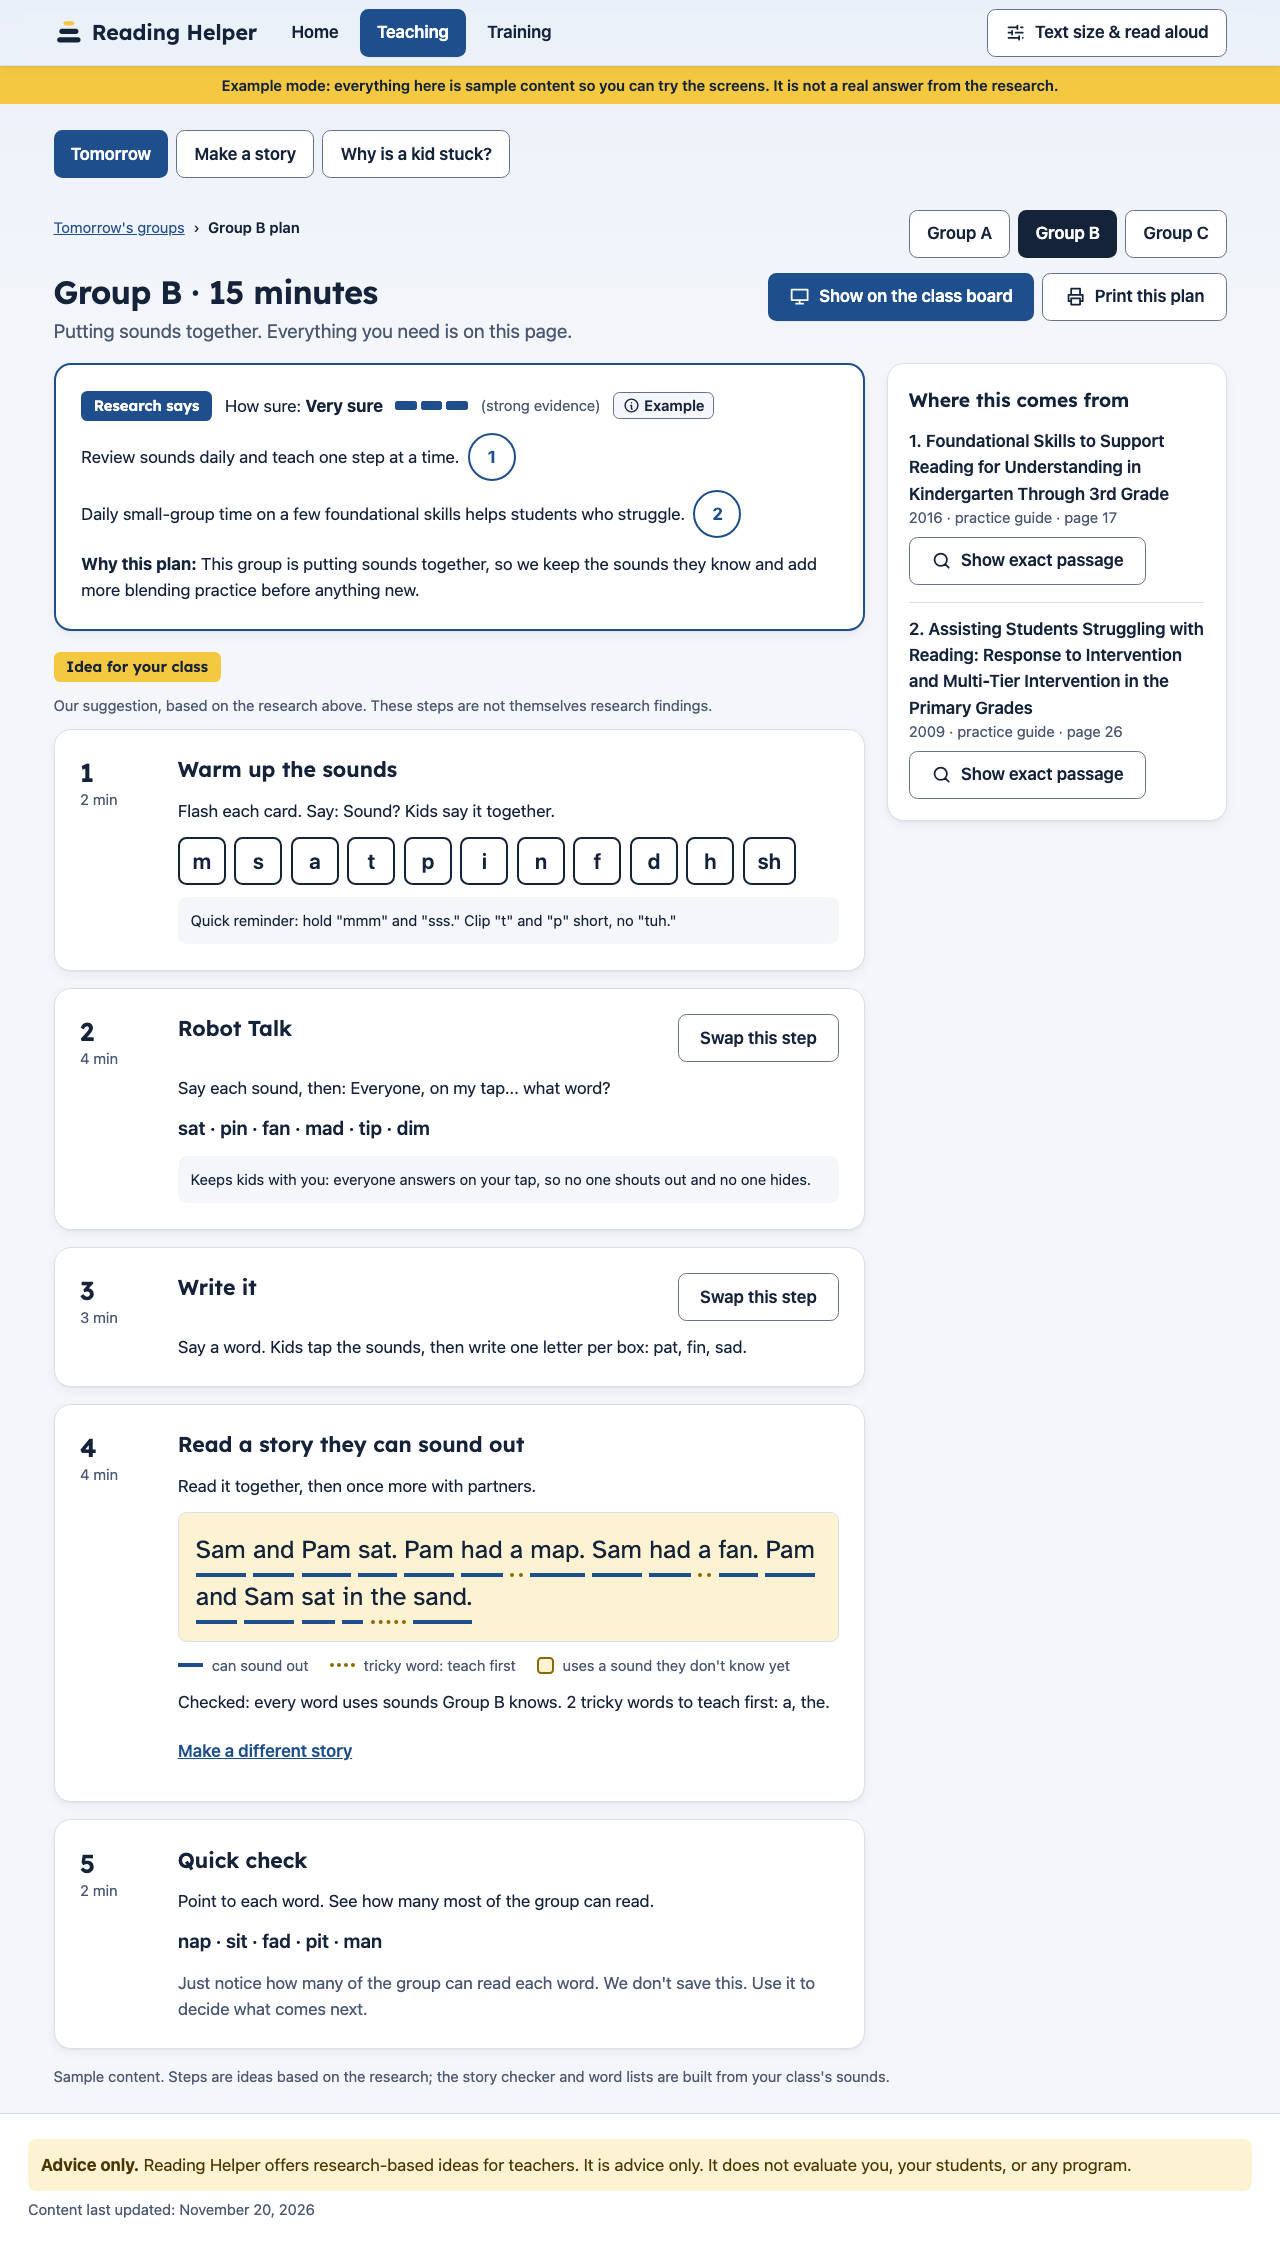 Reading Helper
Home
Teaching
Training
Text size & read aloud
Example mode: everything here is sample content so you can try the screens. It is not a real answer from the research.
Tomorrow
Make a story
Why is a kid stuck?
Tomorrow's groups › Group B plan
Group A
Group B
Group C
Group B · 15 minutes
Show on the class board
Print this plan
Putting sounds together. Everything you need is on this page.
Research says
How sure: Very sure
(strong evidence)
Example
Review sounds daily and teach one step at a time. 1
Daily small-group time on a few foundational skills helps students who struggle. 2
Why this plan: This group is putting sounds together, so we keep the sounds they know and add
more blending practice before anything new.
Where this comes from
1. Foundational Skills to Support
Reading for Understanding in
Kindergarten Through 3rd Grade
2016 · practice guide · page 17
Show exact passage
2. Assisting Students Struggling with
Reading: Response to Intervention
and Multi-Tier Intervention in the
Primary Grades
2009 · practice guide · page 26
Show exact passage
Idea for your class
Our suggestion, based on the research above. These steps are not themselves research findings.
1
2 min
Warm up the sounds
Flash each card. Say: Sound? Kids say it together.
m s a t p i n f d h sh
Quick reminder: hold "mmm" and "sss." Clip "t" and "p" short, no "tuh."
2
4 min
Robot Talk
Swap this step
Say each sound, then: Everyone, on my tap... what word?
sat · pin · fan · mad · tip · dim
Keeps kids with you: everyone answers on your tap, so no one shouts out and no one hides.
3
3 min
Write it
Swap this step
Say a word. Kids tap the sounds, then write one letter per box: pat, fin, sad.
4
4 min
Read a story they can sound out
Read it together, then once more with partners.
Sam and Pam sat. Pam had a map. Sam had a fan. Pam
and Sam sat in the sand.
can sound out
tricky word: teach first
uses a sound they don't know yet
Checked: every word uses sounds Group B knows. 2 tricky words to teach first: a, the.
Make a different story
5
2 min
Quick check
Point to each word. See how many most of the group can read.
nap · sit · fad · pit · man
Just notice how many of the group can read each word. We don't save this. Use it to
decide what comes next.
Sample content. Steps are ideas based on the research; the story checker and word lists are built from your class's sounds.
Advice only. Reading Helper offers research-based ideas for teachers. It is advice only. It does not evaluate you, your students, or any program.
Content last updated: November 20, 2026